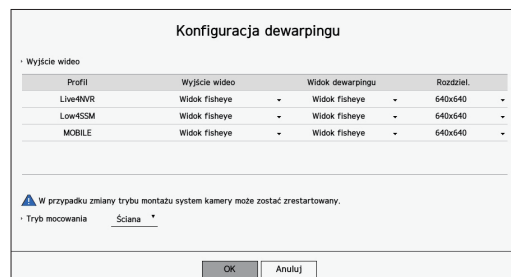 Konfiguracja dewarpingu
Wyjście wideo
Profil Wyjście wideo Widok dewarpingu Rozdziel.
Live4NVR Widok fisheye Widok fisheye 640x640
Low4SSM Widok fisheye Widok fisheye 640x640
MOBILE Widok fisheye Widok fisheye 640x640
W przypadku zmiany trybu montażu system kamery może zostać zrestartowany.
Tryb mocowania Ściana
OK Anuluj